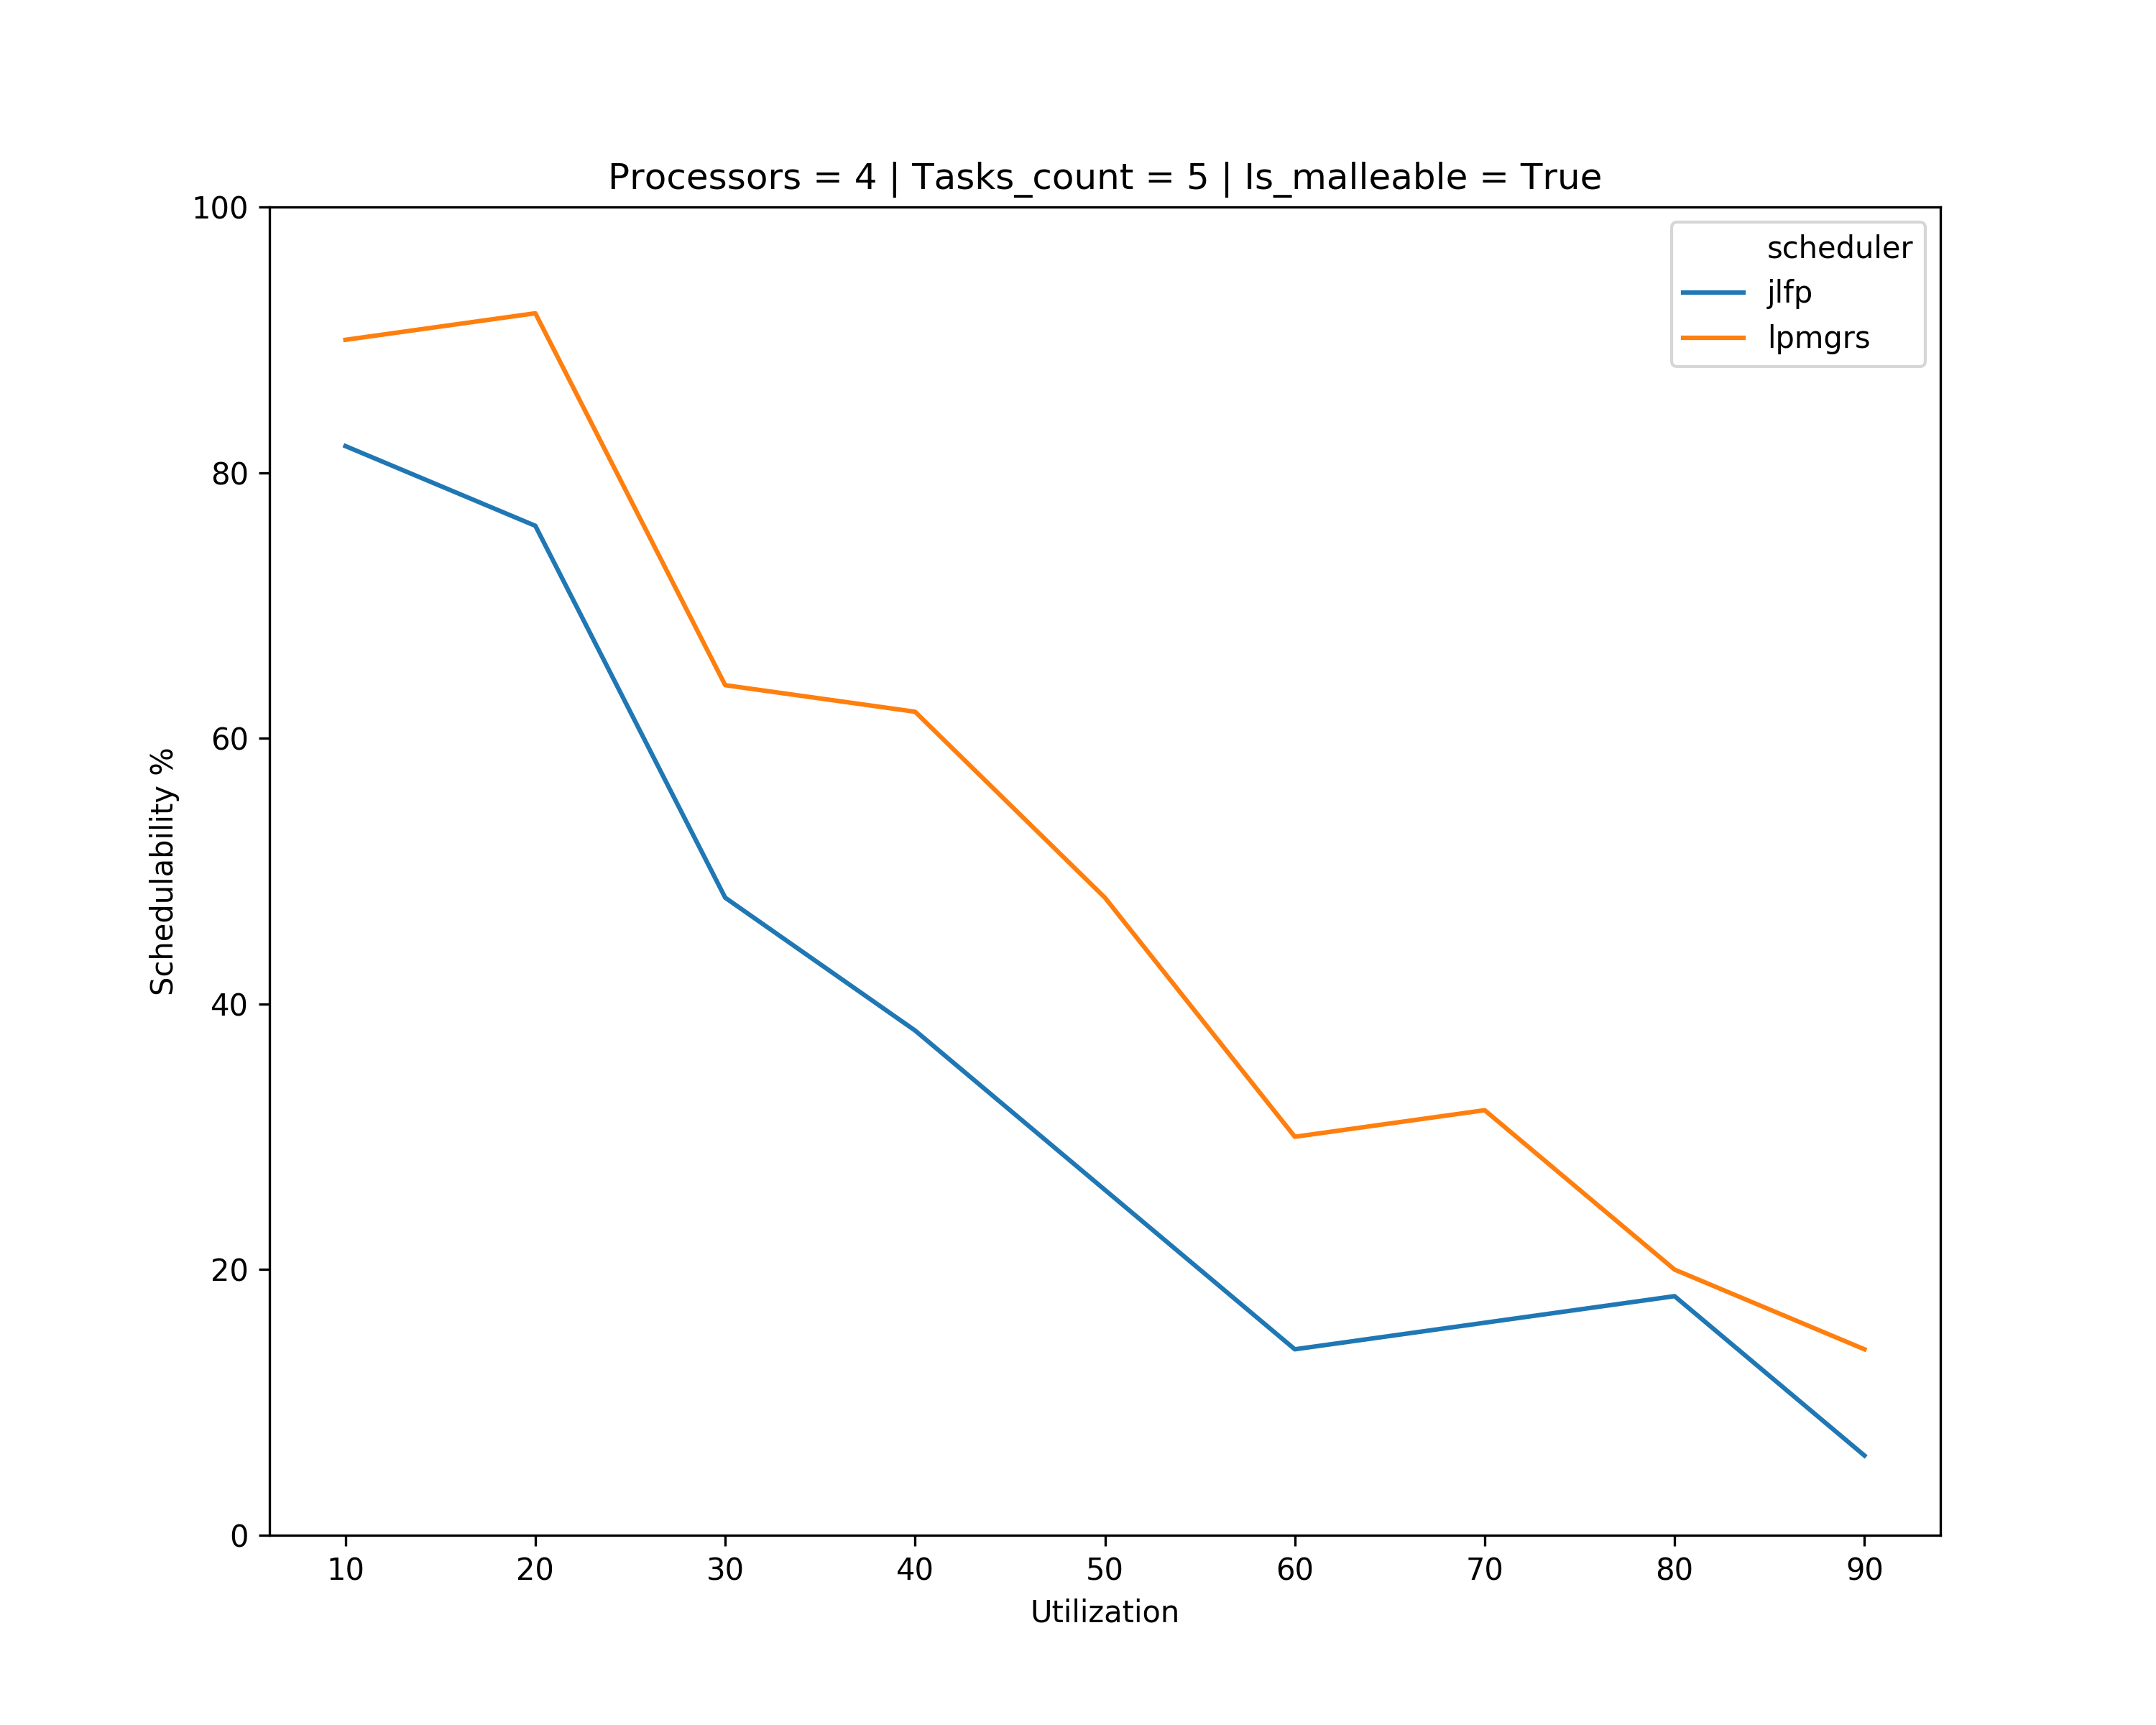 Processors = 4 | Tasks_count = 5 | Is_malleable = True
scheduler
jlfp
lpmgrs
Schedulability %
100
80
60
40
20
0
10 20 30 40 50 60 70 80 90
Utilization